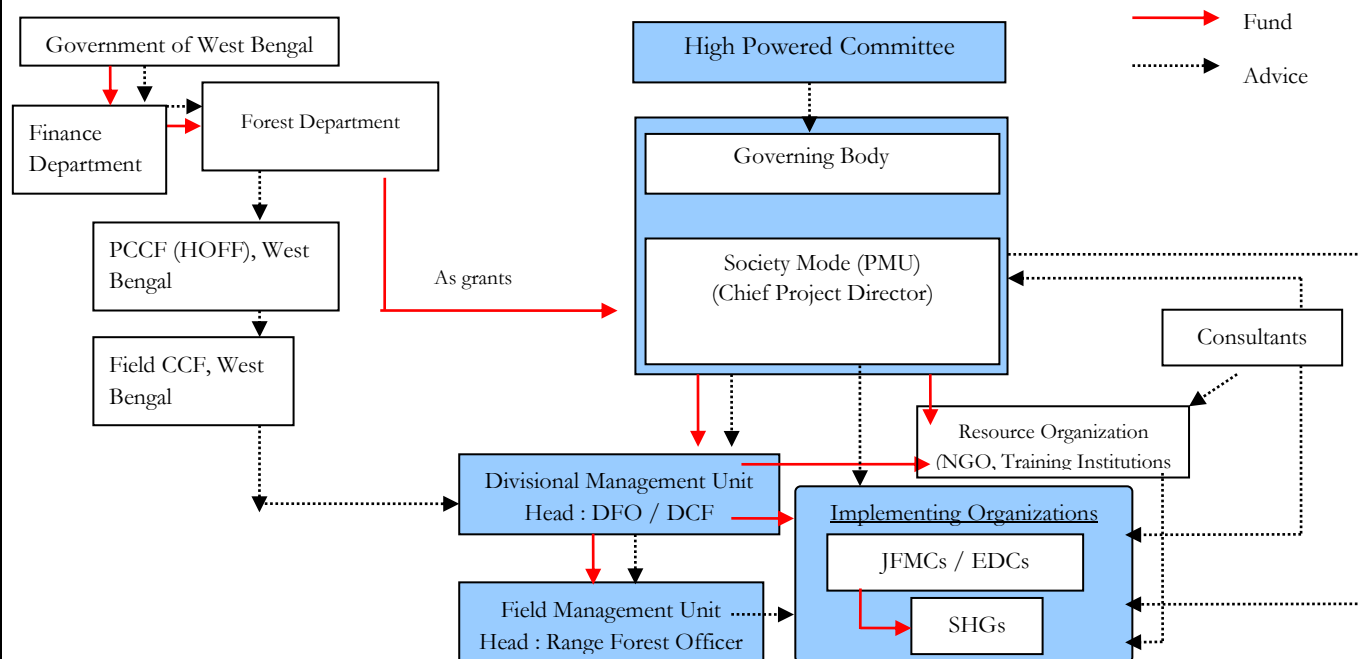 Government of West Bengal
High Powered Committee
Fund
Advice
Finance
Department
Forest Department
Governing Body
PCCF (HOFF), West
Bengal
As grants
Society Mode (PMU)
(Chief Project Director)
Field CCF, West
Bengal
Consultants
Resource Organization
(NGO, Training Institutions
Divisional Management Unit
Head : DFO / DCF
Implementing Organizations
JFMCs / EDCs
SHGs
Field Management Unit
Head : Range Forest Officer